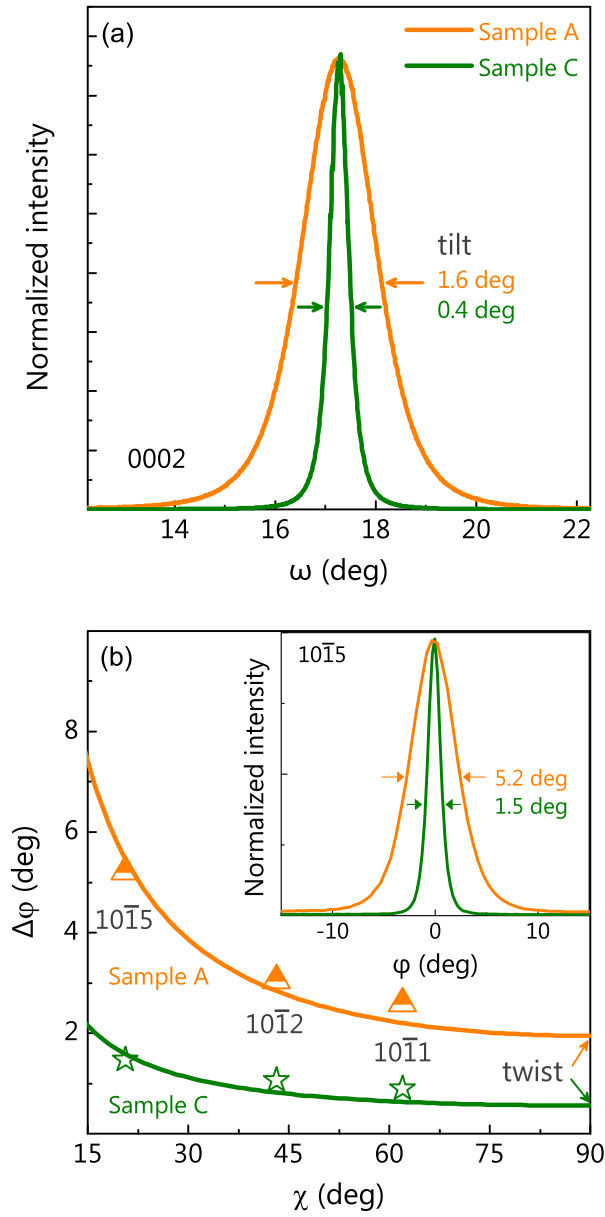 (a)
Sample A
Sample C
Normalized intensity
tilt
1.6 deg
0.4 deg
0002
14 16 18 20 22
ω (deg)
(b)
101̅5
Normalized intensity
5.2 deg
1.5 deg
-10 0 10
φ (deg)
8
6
4
2
Δφ (deg)
101̅5
Sample A
101̅2
101̅1
twist
Sample C
15 30 45 60 75 90
χ (deg)